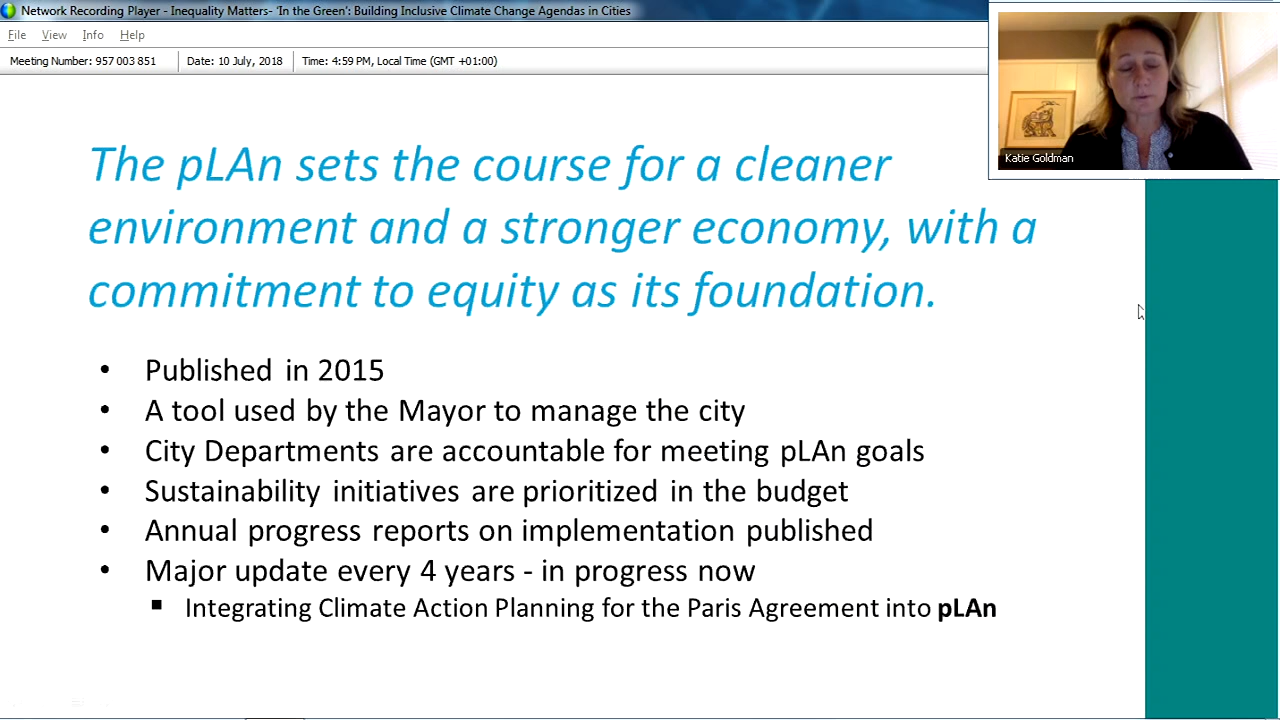 Network Recording Player - Inequality Matters- 'In the Green': Building Inclusive Climate Change Agendas in Cities
File View Info Help
Meeting Number: 957 003 851 Date: 10 July, 2018 Time: 4:59 PM, Local Time (GMT +01:00)
Katie Goldman
The pLAn sets the course for a cleaner
environment and a stronger economy, with a
commitment to equity as its foundation.
• Published in 2015
• A tool used by the Mayor to manage the city
• City Departments are accountable for meeting pLAn goals
• Sustainability initiatives are prioritized in the budget
• Annual progress reports on implementation published
• Major update every 4 years - in progress now
▪ Integrating Climate Action Planning for the Paris Agreement into pLAn